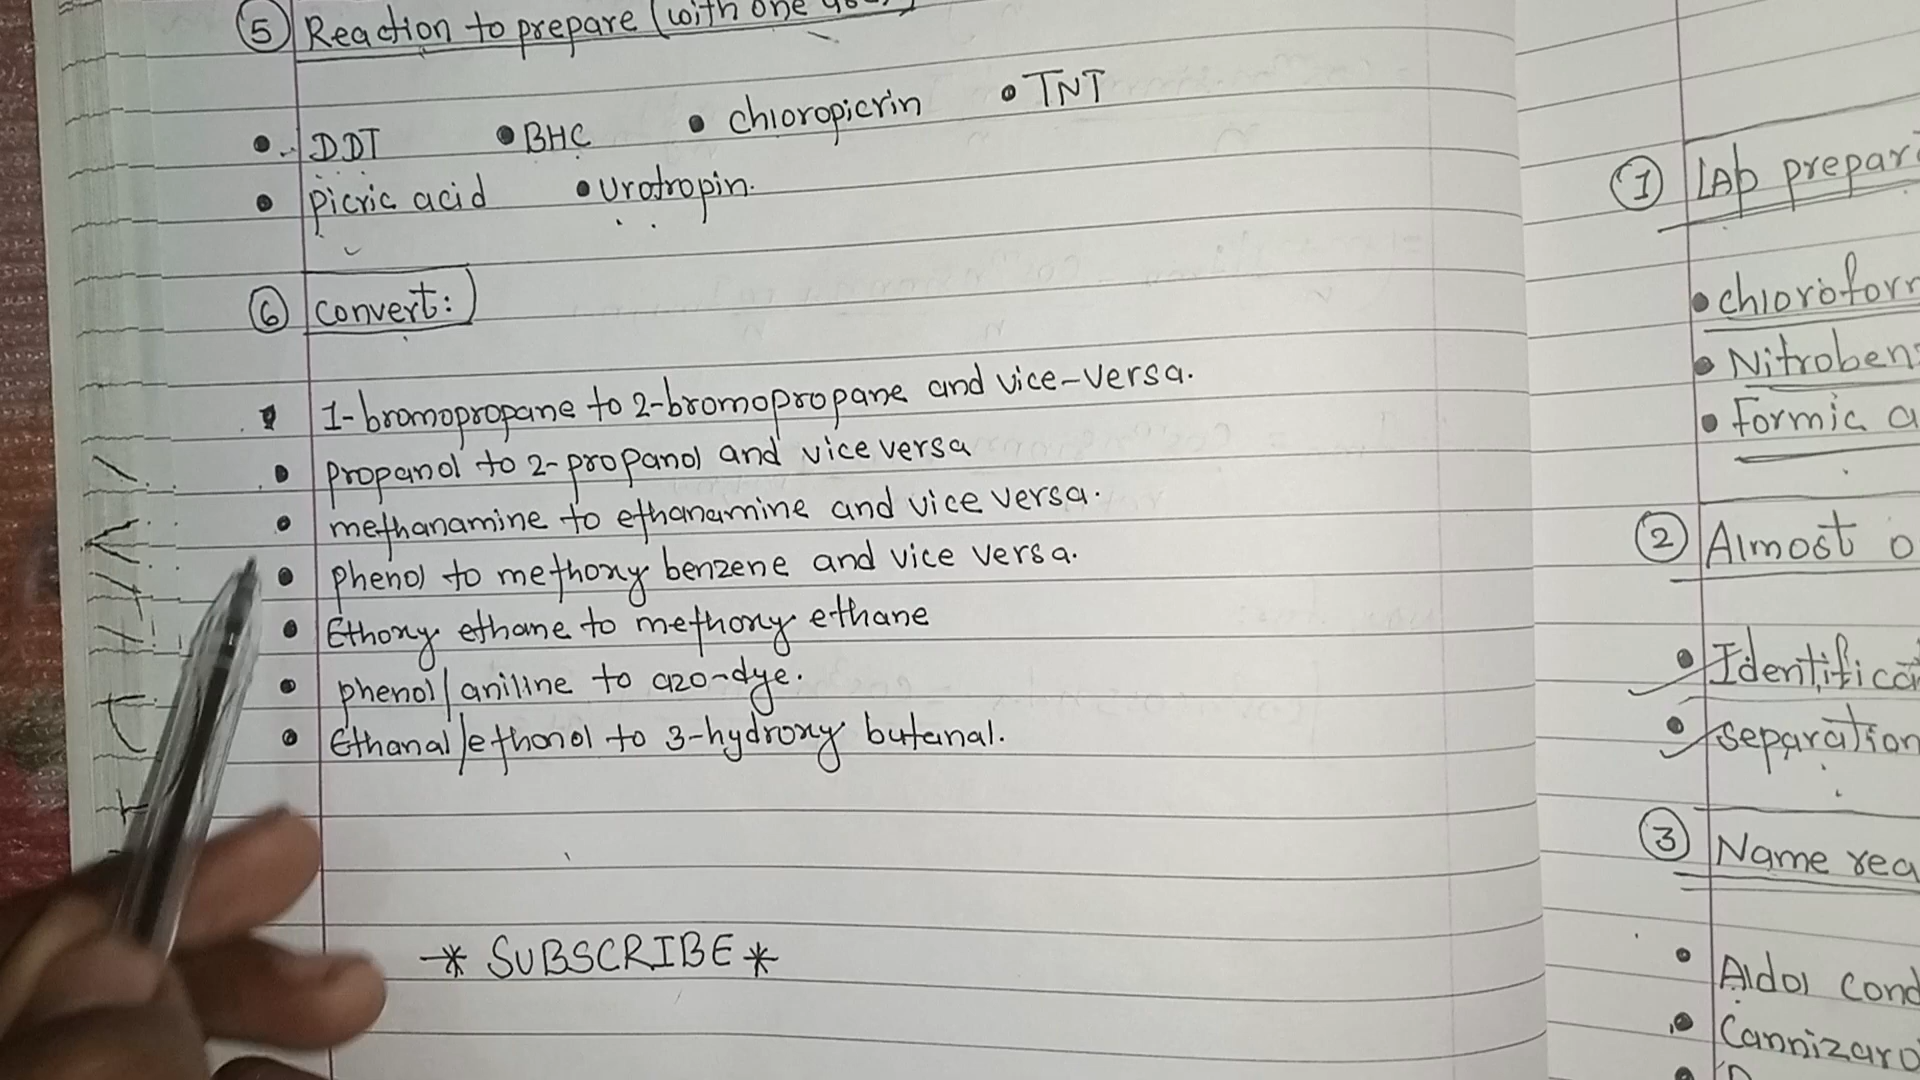 ⑤ Reaction to prepare (with one
• DDT • BHC • chloropicrin • TNT
• picric acid • Urotropin.
⑥ convert:
• 1-bromopropane to 2-bromopropane and vice-versa.
• propanol to 2-propanol and vice versa
• methanamine to ethanamine and vice versa.
• phenol to methoxy benzene and vice versa.
• Ethoxy ethane to methoxy ethane
• phenol/aniline to azo-dye.
• Ethanal/ethanol to 3-hydroxy butanal.
* SUBSCRIBE *
① LAb prepar
• chlorofor
• Nitroben
• Formic a
② Almost o
• Identifica
• separation
③ Name rea
• Aldol cond
• Cannizaro